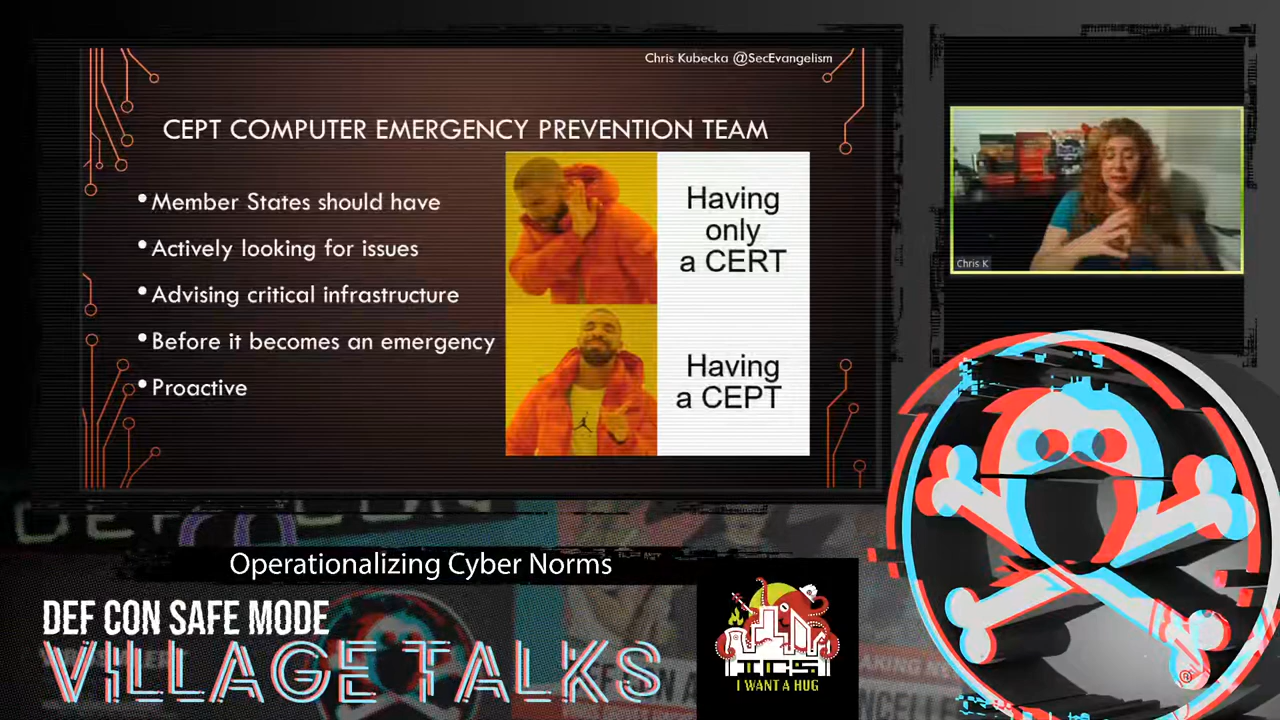 Chris Kubecka @SecEvangelism
CEPT COMPUTER EMERGENCY PREVENTION TEAM
•Member States should have
•Actively looking for issues
•Advising critical infrastructure
•Before it becomes an emergency
•Proactive
Having
only
a CERT
Having
a CEPT
Chris K
Operationalizing Cyber Norms
DEF CON SAFE MODE
VILLAGE TALKS
ICS
I WANT A HUG
®